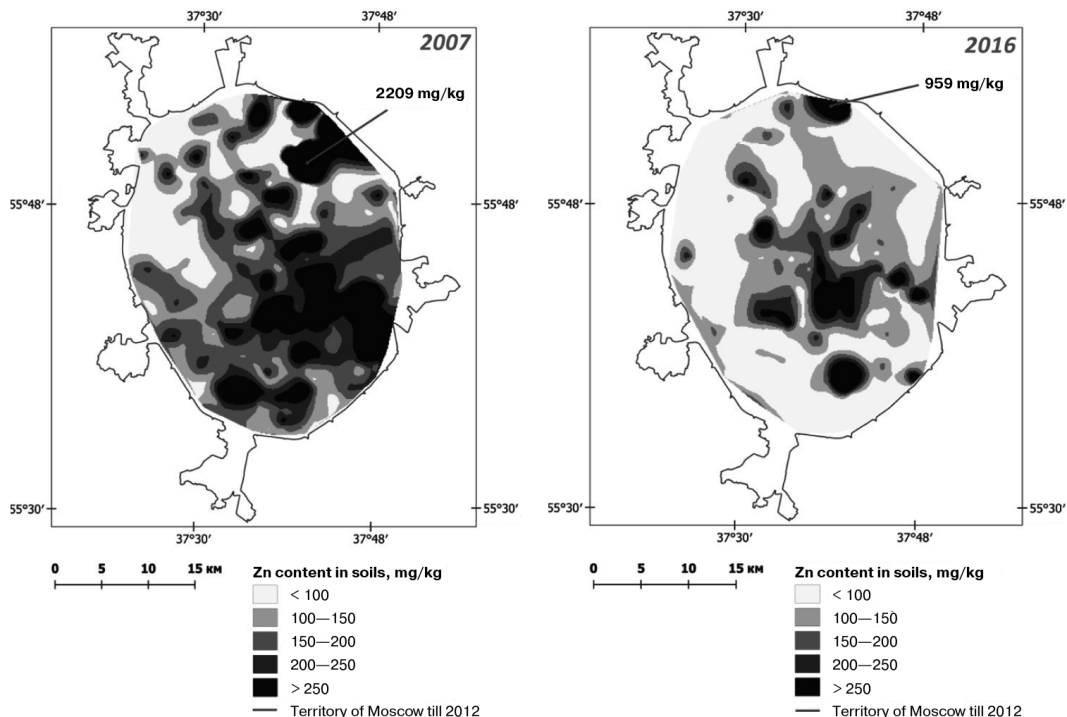 37°30′ 37°48′
2007
2209 mg/kg
55°48′ 55°48′
55°30′ 55°30′
37°30′ 37°48′
0 5 10 15 км
Zn content in soils, mg/kg
< 100
100—150
150—200
200—250
> 250
Territory of Moscow till 2012
37°30′ 37°48′
2016
959 mg/kg
55°48′ 55°48′
55°30′ 55°30′
37°30′ 37°48′
0 5 10 15 км
Zn content in soils, mg/kg
< 100
100—150
150—200
200—250
> 250
Territory of Moscow till 2012